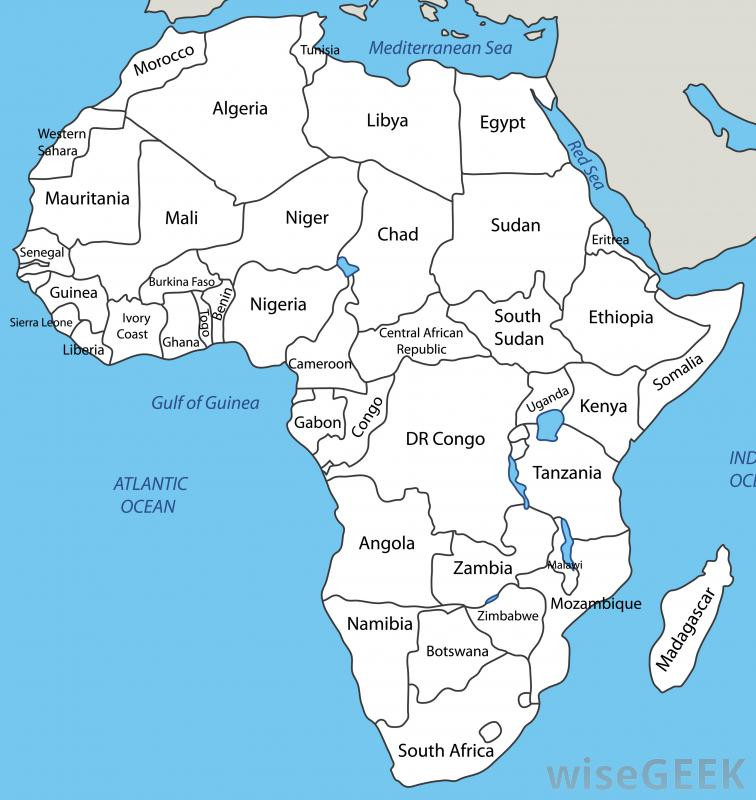 Mediterranean Sea
Tunisia
Morocco
Algeria
Libya
Egypt
Western
Sahara
Red Sea
Mauritania
Mali
Niger
Chad
Sudan
Eritrea
Senegal
Burkina Faso
Guinea
Benin
Nigeria
Togo
Ivory
Coast
Ghana
Sierra Leone
Liberia
South
Sudan
Ethiopia
Central African
Republic
Cameroon
Somalia
Gulf of Guinea
Gabon
Congo
Uganda
Kenya
DR Congo
Tanzania
IND
OCE
ATLANTIC
OCEAN
Angola
Zambia
Malawi
Mozambique
Zimbabwe
Namibia
Botswana
Madagascar
South Africa
wiseGEEK